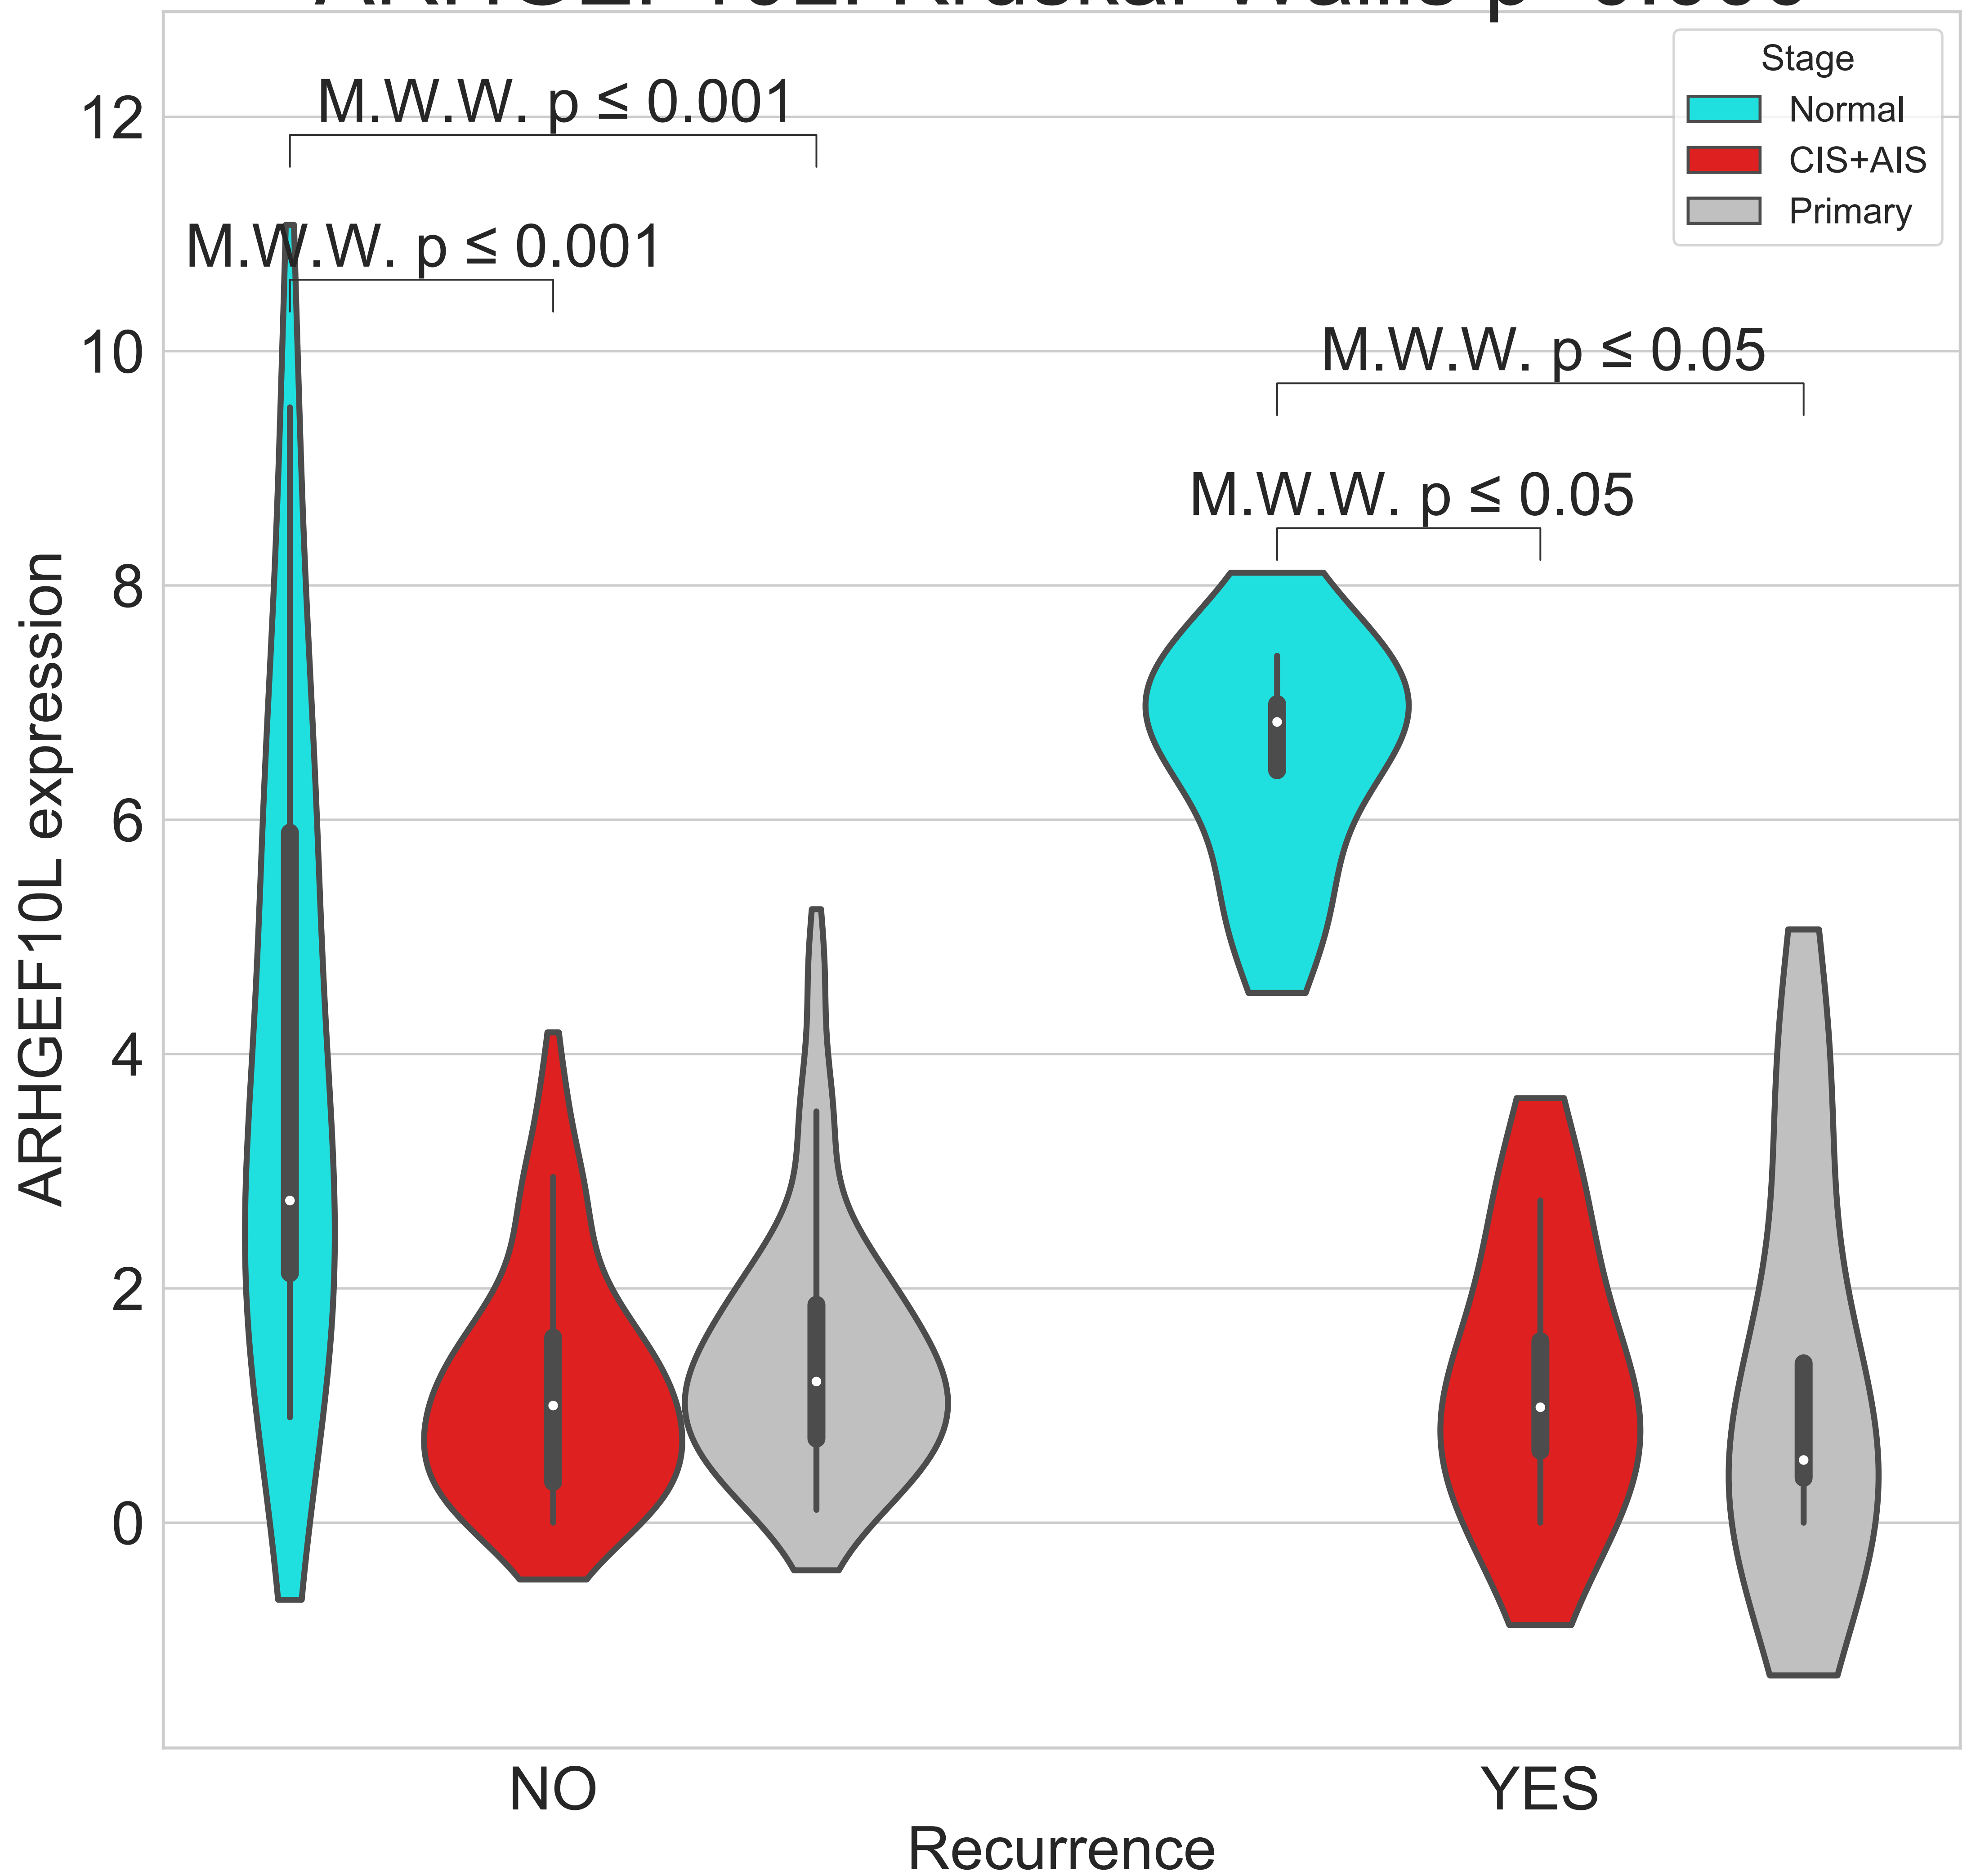 Stage
Normal
CIS+AIS
Primary
M.W.W. p ≤ 0.001
M.W.W. p ≤ 0.001
M.W.W. p ≤ 0.05
M.W.W. p ≤ 0.05
12
10
8
6
4
2
0
ARHGEF10L expression
NO
YES
Recurrence